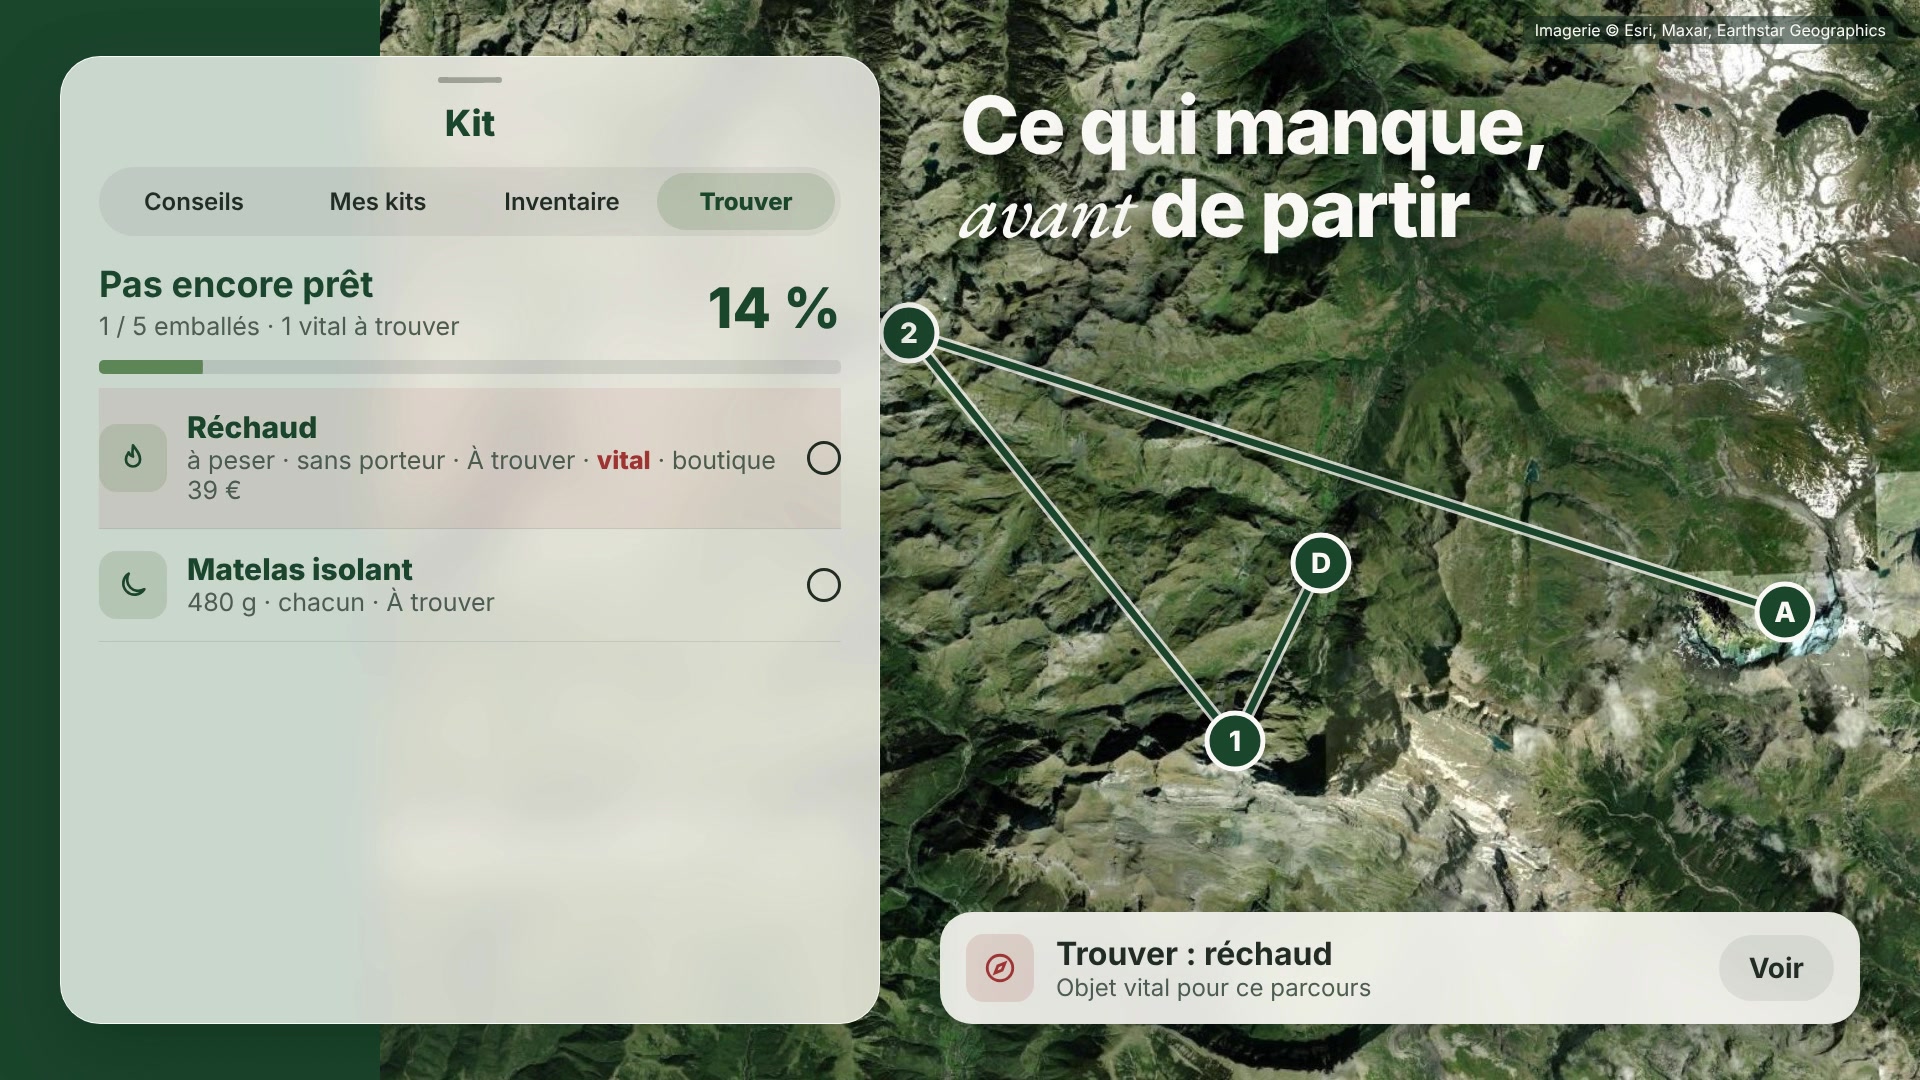 Imagerie © Esri, Maxar, Earthstar Geographics
Kit
Conseils
Mes kits
Inventaire
Trouver
Pas encore prêt
14 %
1 / 5 emballés · 1 vital à trouver
Réchaud
à peser · sans porteur · À trouver · vital · boutique
39 €
Matelas isolant
480 g · chacun · À trouver
Ce qui manque,
avant de partir
2
D
A
1
Trouver : réchaud
Objet vital pour ce parcours
Voir